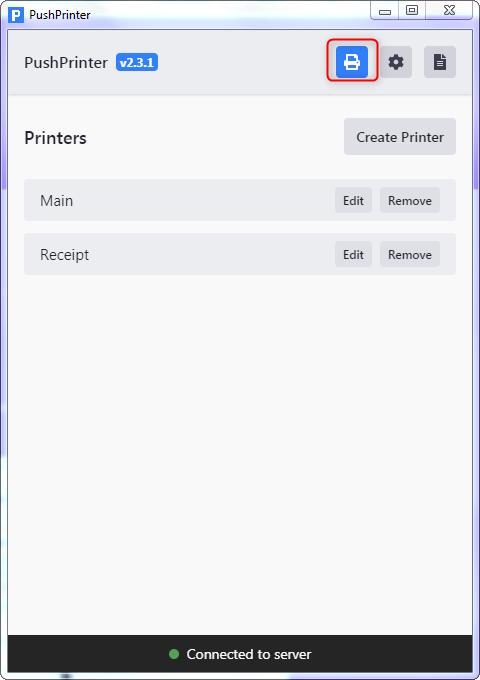 PushPrinter
PushPrinter v2.3.1
Printers Create Printer
Main Edit Remove
Receipt Edit Remove
Connected to server